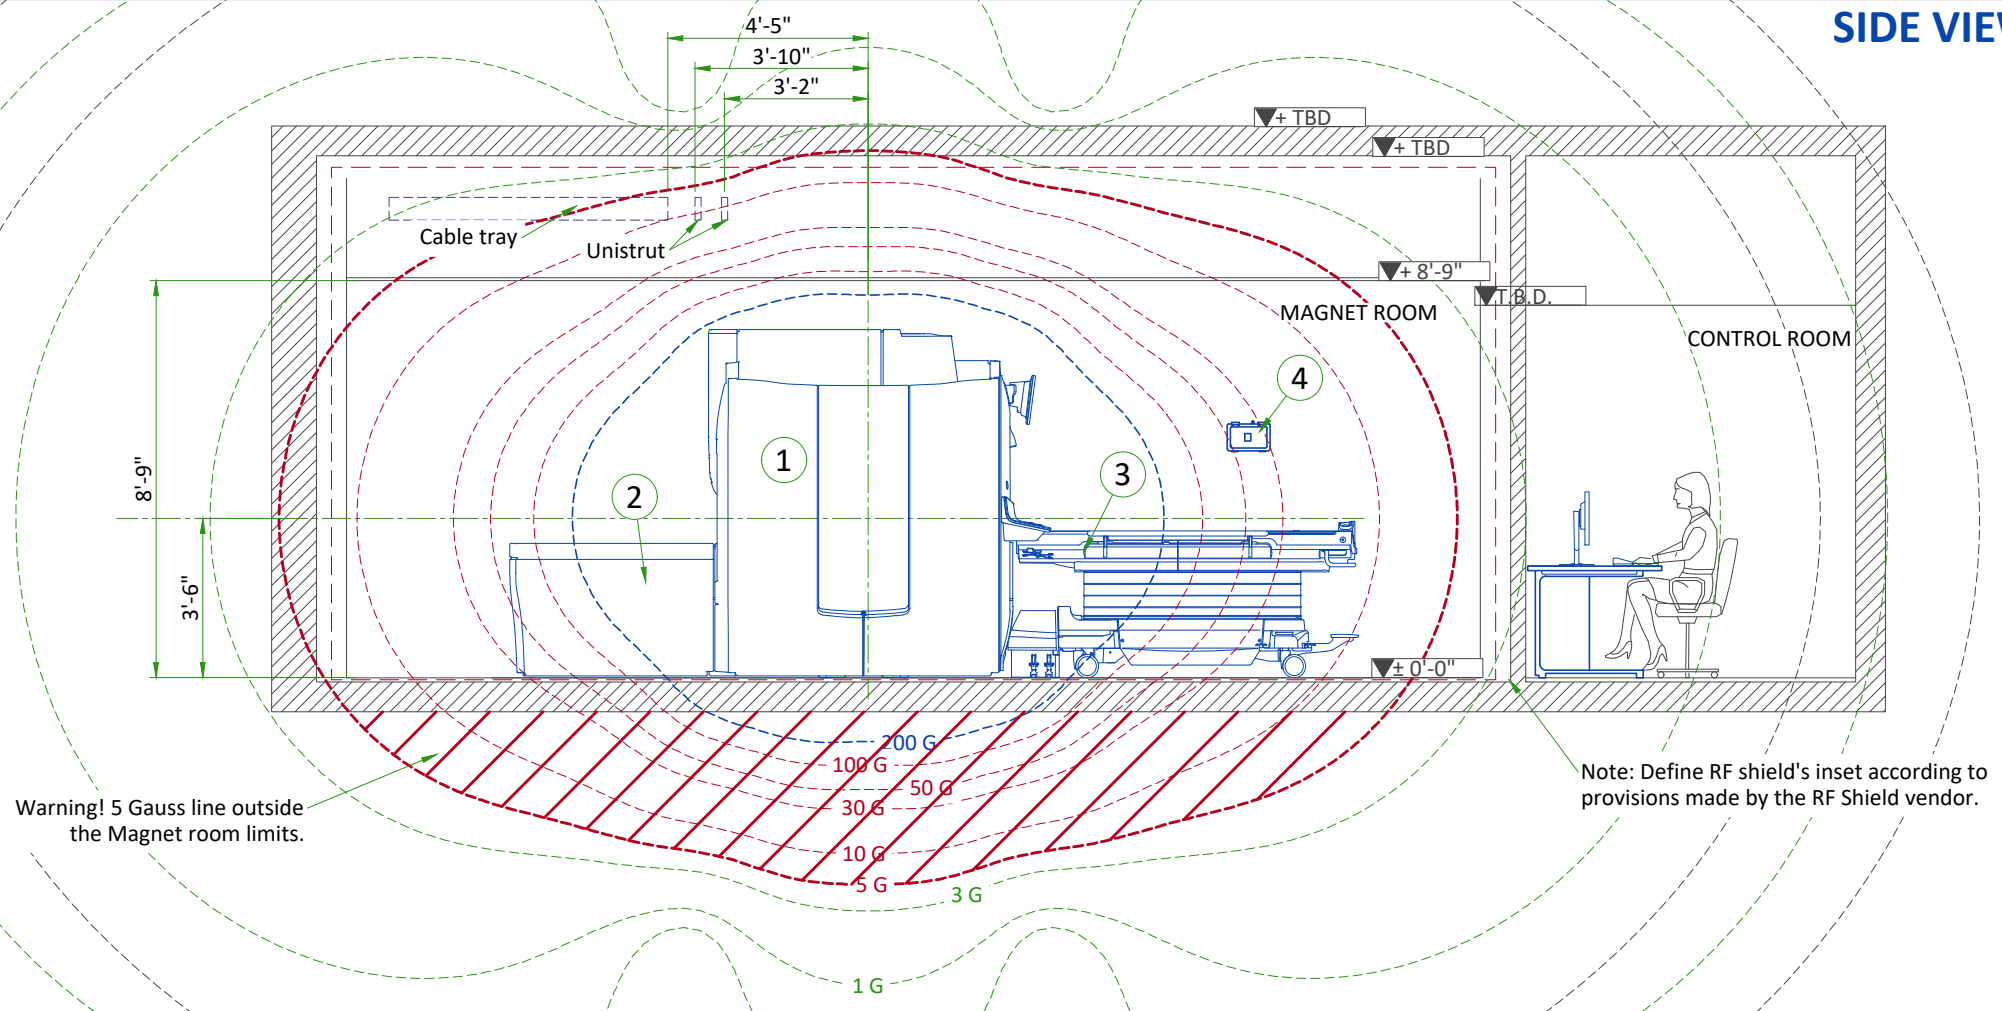 SIDE VIEW
4'-5"
3'-10"
3'-2"
+ TBD
+ TBD
Cable tray
Unistrut
+ 8'-9"
T.B.D.
MAGNET ROOM
CONTROL ROOM
4
1
3
2
8'-9"
3'-6"
± 0'-0"
200 G
100 G
50 G
30 G
10 G
5 G
3 G
1 G
Warning! 5 Gauss line outside
the Magnet room limits.
Note: Define RF shield's inset according to
provisions made by the RF Shield vendor.